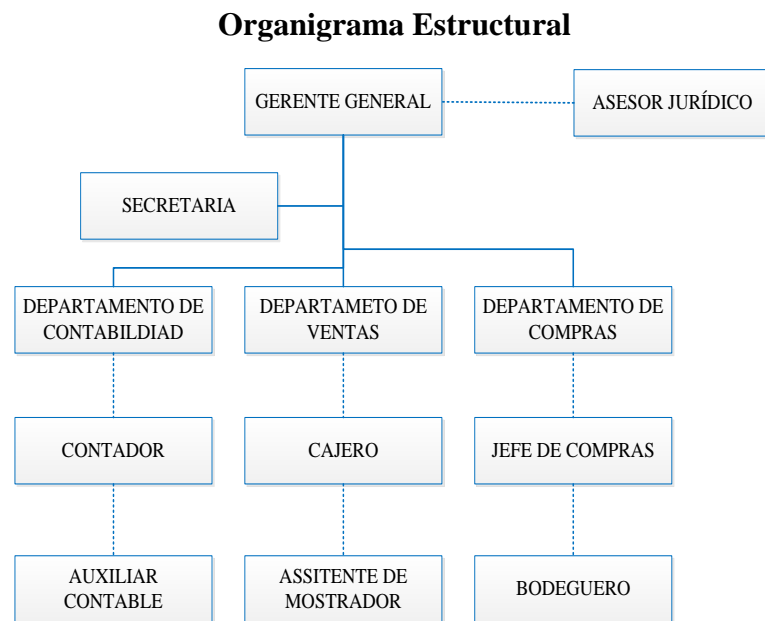 Organigrama Estructural
GERENTE GENERAL
ASESOR JURÍDICO
SECRETARIA
DEPARTAMENTO DE
CONTABILDIAD
DEPARTAMETO DE
VENTAS
DEPARTAMENTO DE
COMPRAS
CONTADOR
CAJERO
JEFE DE COMPRAS
AUXILIAR
CONTABLE
ASSITENTE DE
MOSTRADOR
BODEGUERO